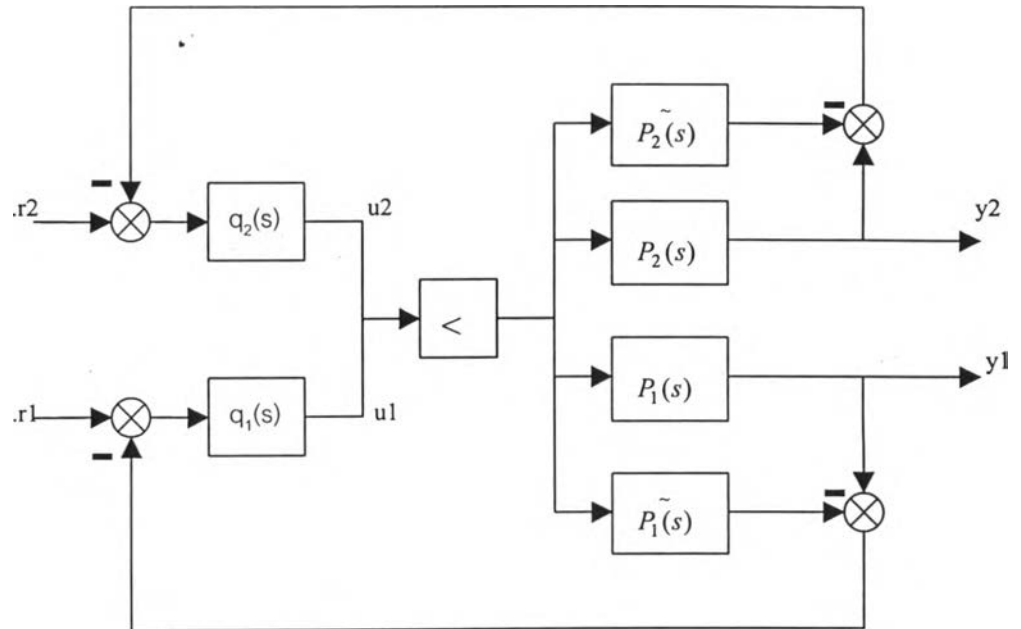 P̃₂(s)
.r2
q₂(s)
u2
P₂(s)
y2
<
P₁(s)
y1
.r1
q₁(s)
u1
P̃₁(s)